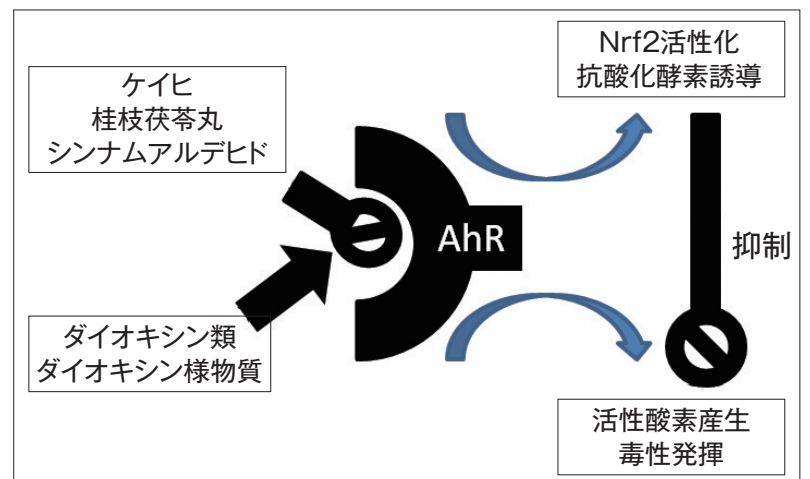 ケイヒ
桂枝茯苓丸
シンナムアルデヒド
Nrf2活性化
抗酸化酵素誘導
AhR
抑制
ダイオキシン類
ダイオキシン様物質
活性酸素産生
毒性発揮